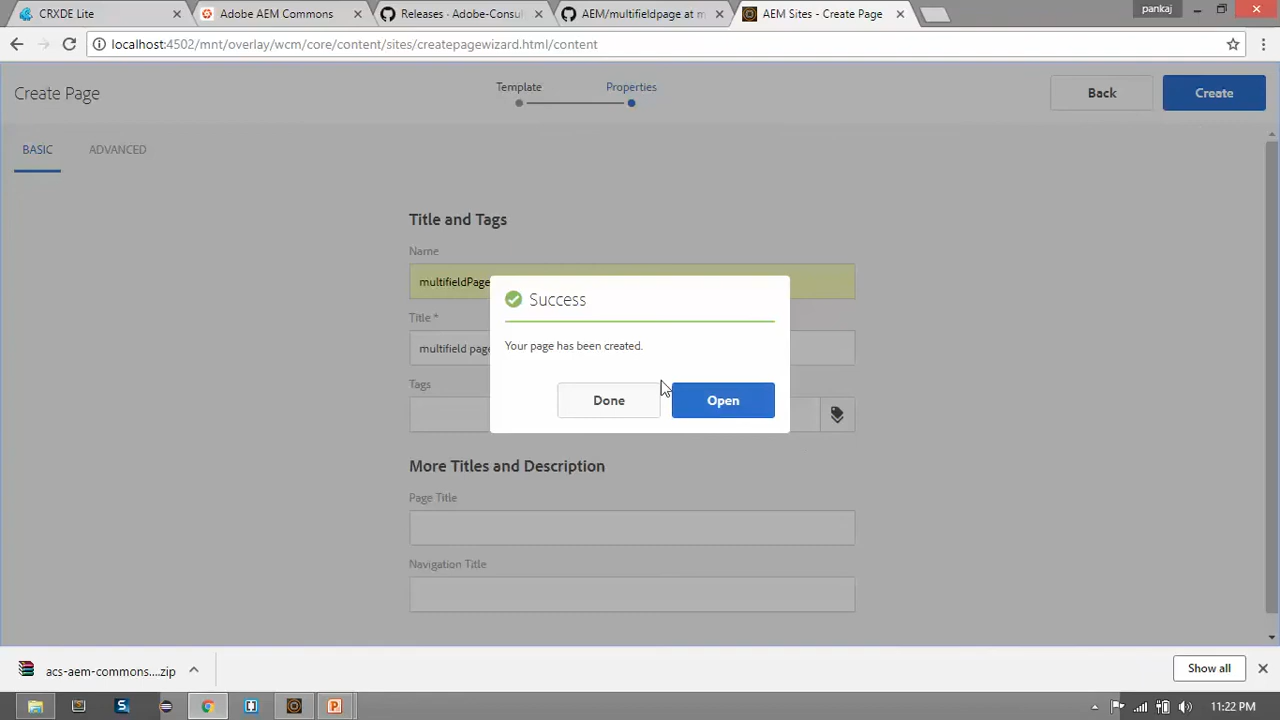 CRXDE Lite
Adobe AEM Commons
Releases · Adobe-Consul
AEM/multifieldpage at m
AEM Sites - Create Page
pankaj
localhost:4502/mnt/overlay/wcm/core/content/sites/createpagewizard.html/content
Create Page
Template
Properties
Back
Create
BASIC
ADVANCED
Title and Tags
Name
multifieldPage
Title *
multifield page
Tags
Success
Your page has been created.
Done
Open
More Titles and Description
Page Title
Navigation Title
acs-aem-commons....zip
Show all
11:22 PM